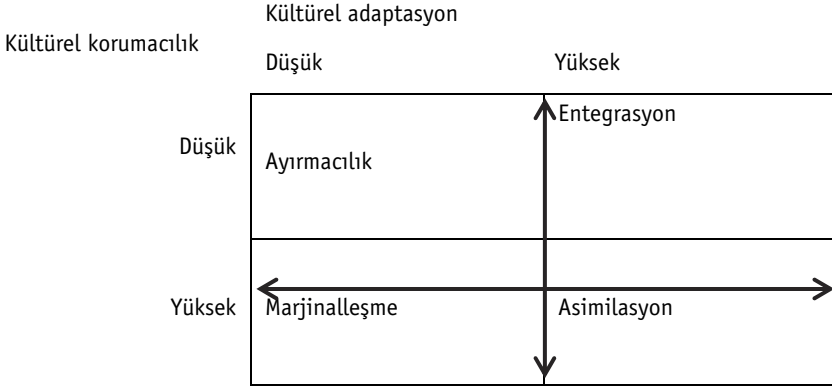 Kültürel adaptasyon
Kültürel korumacılık
Düşük Yüksek
Entegrasyon
Düşük
Ayırmacılık
Yüksek
Marjinalleşme Asimilasyon